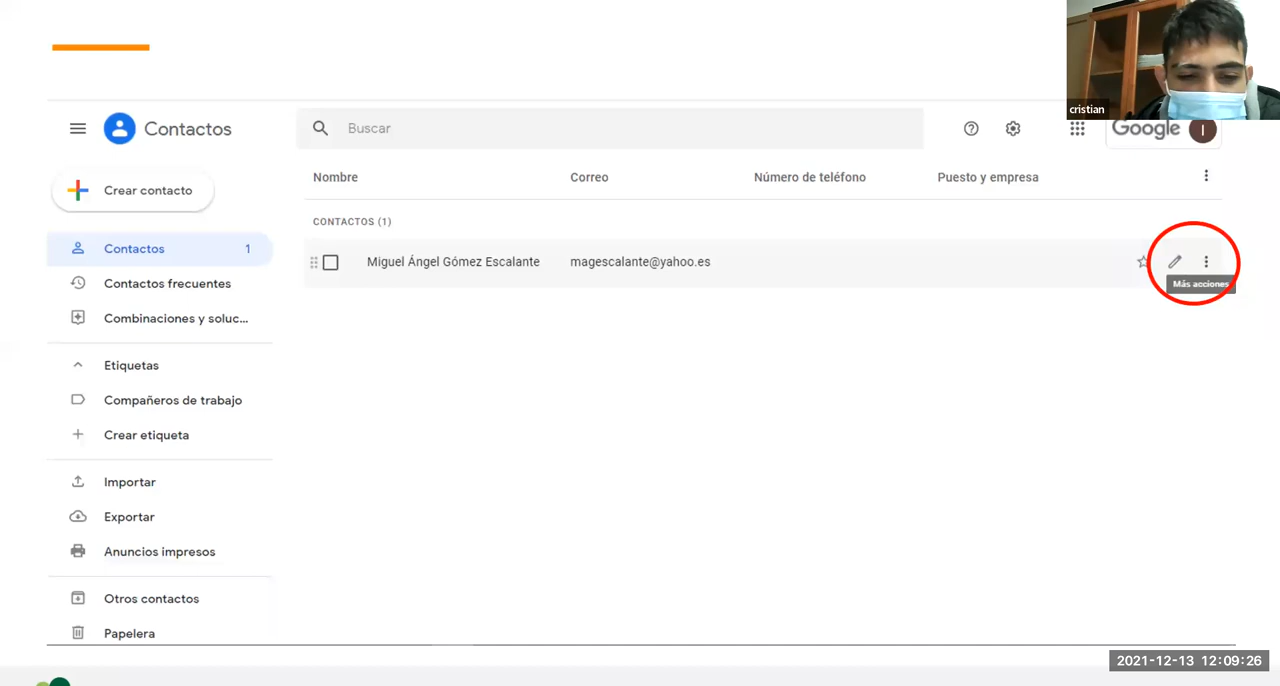 cristian
Contactos
Buscar
Google
I
Crear contacto
Nombre
Correo
Número de teléfono
Puesto y empresa
CONTACTOS (1)
Contactos
1
Miguel Ángel Gómez Escalante
magescalante@yahoo.es
Más acciones
Contactos frecuentes
Combinaciones y soluc...
Etiquetas
Compañeros de trabajo
Crear etiqueta
Importar
Exportar
Anuncios impresos
Otros contactos
Papelera
2021-12-13 12:09:26